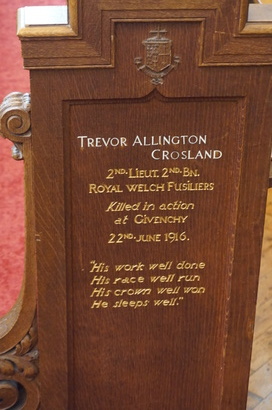 TREVOR ALLINGTON
CROSLAND
2ND. LIEUT. 2ND. BN.
ROYAL WELCH FUSILIERS
Killed in action
at GIVENCHY
22ND. JUNE 1916.
"His work well done
His race well run
His crown well won
He sleeps well."